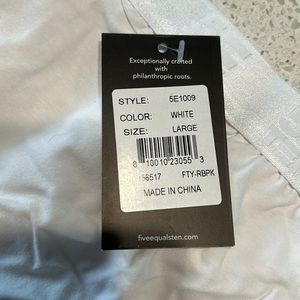 Exceptionally crafted
with
philanthropic roots.
STYLE: 5E1009
COLOR: WHITE
SIZE: LARGE
8 10010 23055 3
56517 FTY-RBPK
MADE IN CHINA
fiveequalsten.com